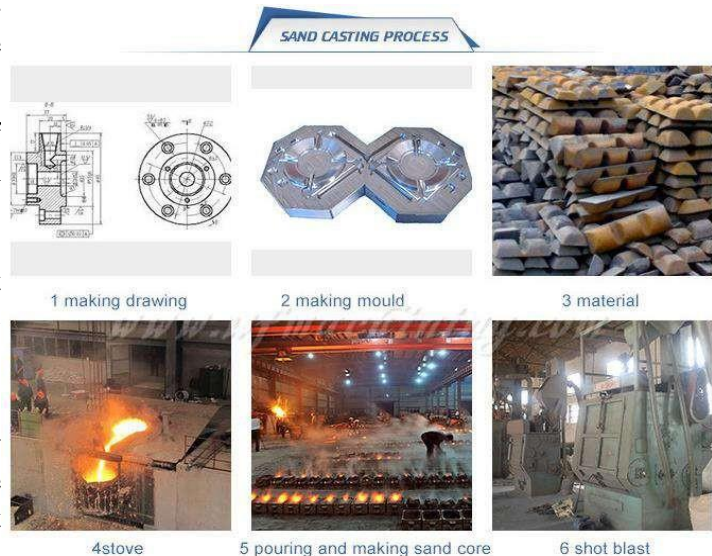 SAND CASTING PROCESS
1 making drawing
2 making mould
3 material
4stove
5 pouring and making sand core
6 shot blast